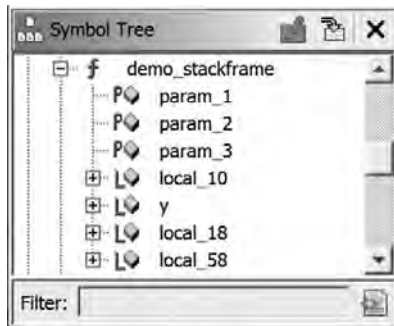 Symbol Tree
f demo_stackframe
P param_1
P param_2
P param_3
L local_10
L y
L local_18
L local_58
Filter: